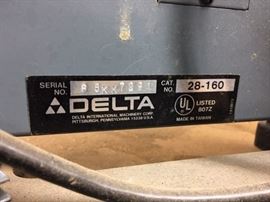 SERIAL NO. CAT. NO. 28-160
DELTA
UL LISTED 807Z
DELTA INTERNATIONAL MACHINERY CORP.
PITTSBURGH, PENNSYLVANIA 15238 U.S.A.
MADE IN TAIWAN